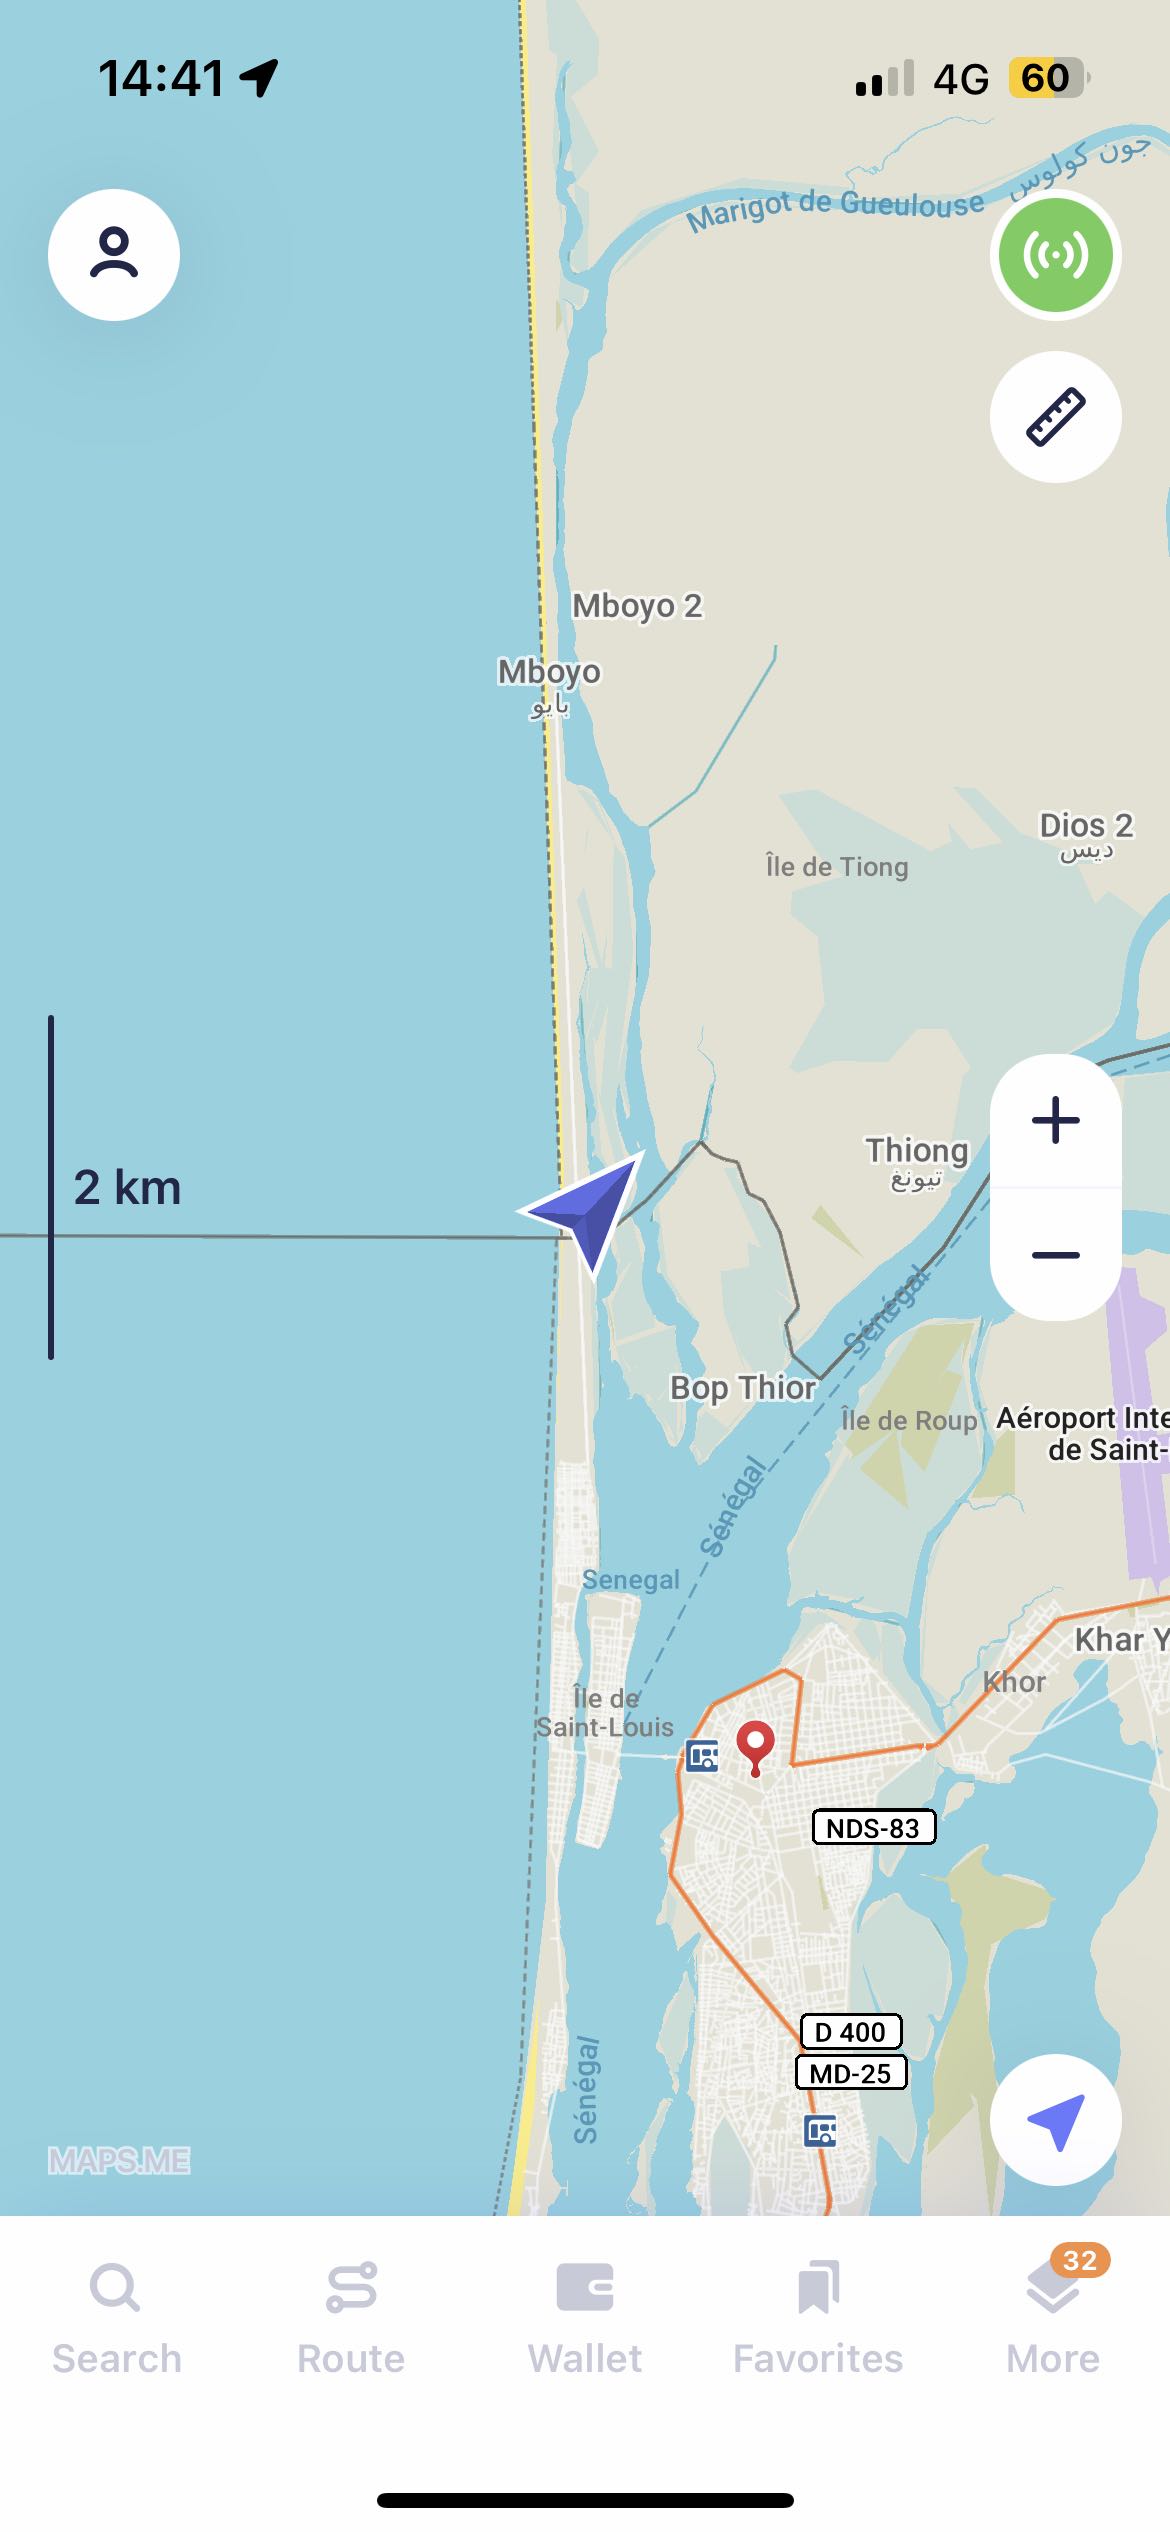 14:41
4G 60
Marigot de Gueulouse
جون كولوس
Mboyo 2
Mboyo
بايو
Dios 2
ديس
Île de Tiong
Thiong
تيونغ
2 km
Sénégal
Bop Thior
Île de Roup
Aéroport Inte
de Saint-
Sénégal
Senegal
Khar Y
Khor
Île de
Saint-Louis
NDS-83
D 400
MD-25
Sénégal
MAPS.ME
32
Search
Route
Wallet
Favorites
More